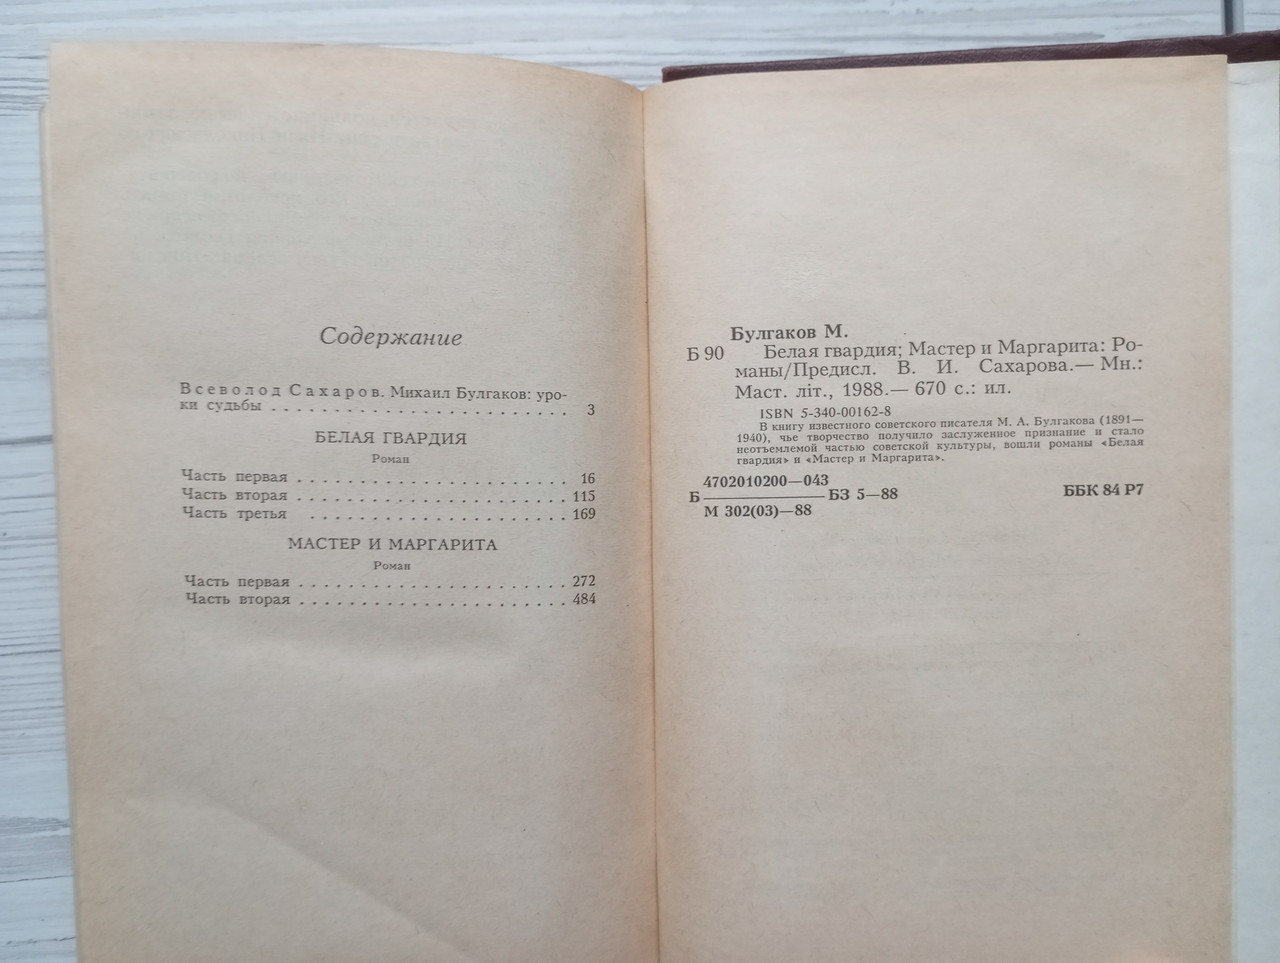 Содержание
Всеволод Сахаров. Михаил Булгаков: уро-
ки судьбы . . . . . . . . . . . . . . . . . . . . . . . . 3
БЕЛАЯ ГВАРДИЯ
Роман
Часть первая . . . . . . . . . . . . . . . . . . . . . . 16
Часть вторая . . . . . . . . . . . . . . . . . . . . . . 115
Часть третья . . . . . . . . . . . . . . . . . . . . . 169
МАСТЕР И МАРГАРИТА
Роман
Часть первая . . . . . . . . . . . . . . . . . . . . . . 272
Часть вторая . . . . . . . . . . . . . . . . . . . . . . 484
Булгаков М.
Б 90 Белая гвардия; Мастер и Маргарита: Ро-
маны/Предисл. В. И. Сахарова.— Мн.:
Маст. літ., 1988.— 670 с.: ил.
ISBN 5-340-00162-8
В книгу известного советского писателя М. А. Булгакова (1891—
1940), чье творчество получило заслуженное признание и стало
неотъемлемой частью советской культуры, вошли романы «Белая
гвардия» и «Мастер и Маргарита».
4702010200—043
Б ———— БЗ 5—88 ББК 84 Р7
М 302(03)—88